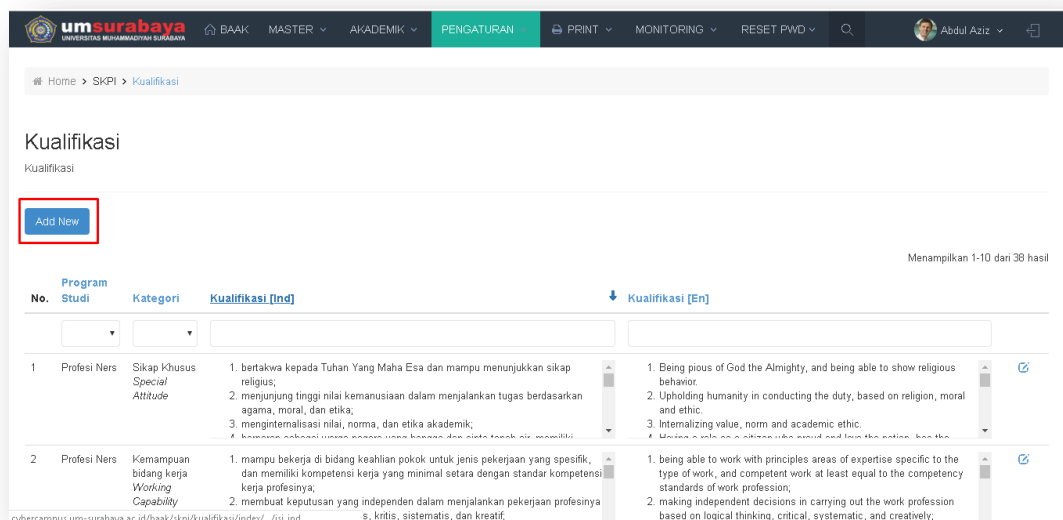 umsurabaya
UNIVERSITAS MUHAMMADIYAH SURABAYA
BAAK MASTER AKADEMIK PENGATURAN PRINT MONITORING RESET PWD Abdul Aziz
Home > SKPI > Kualifikasi
Kualifikasi
Kualifikasi
Add New
Menampilkan 1-10 dari 38 hasil
No. Program Studi Kategori Kualifikasi [Ind] Kualifikasi [En]
1 Profesi Ners
Sikap Khusus
Special
Attitude
1. bertakwa kepada Tuhan Yang Maha Esa dan mampu menunjukkan sikap
religius;
2. menjunjung tinggi nilai kemanusiaan dalam menjalankan tugas berdasarkan
agama, moral, dan etika;
3. menginternalisasi nilai, norma, dan etika akademik;
1. Being pious of God the Almighty, and being able to show religious
behavior.
2. Upholding humanity in conducting the duty, based on religion, moral
and ethic.
3. Internalizing value, norm and academic ethic.
2 Profesi Ners
Kemampuan
bidang kerja
Working
Capability
1. mampu bekerja di bidang keahlian pokok untuk jenis pekerjaan yang spesifik,
dan memiliki kompetensi kerja yang minimal setara dengan standar kompetensi
kerja profesinya;
2. membuat keputusan yang independen dalam menjalankan pekerjaan profesinya
s, kritis, sistematis, dan kreatif;
1. being able to work with principles areas of expertise specific to the
type of work, and competent work at least equal to the competency
standards of work profession;
2. making independent decisions in carrying out the work profession
based on logical thinking, critical, systematic, and creatively;